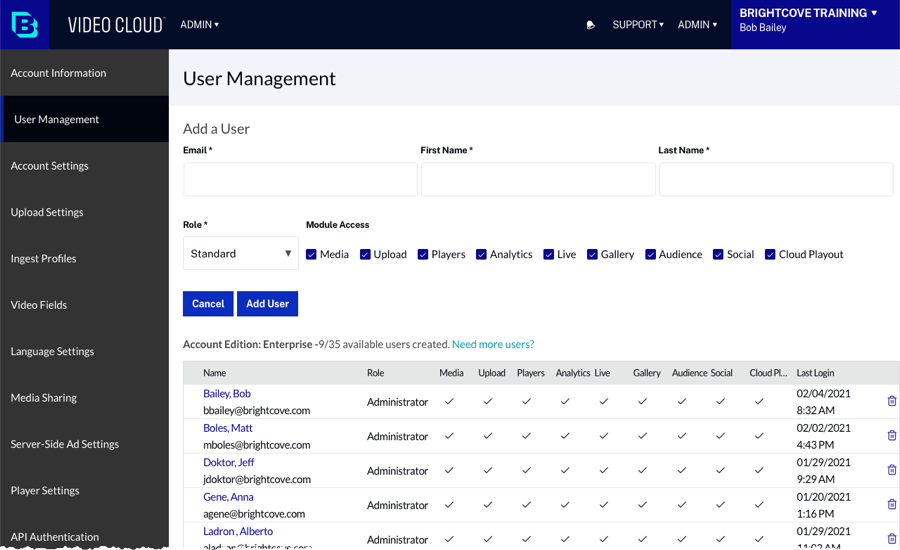 VIDEO CLOUD ADMIN SUPPORT ADMIN BRIGHTCOVE TRAINING
Bob Bailey
Account Information
User Management
Account Settings
Upload Settings
Ingest Profiles
Video Fields
Language Settings
Media Sharing
Server-Side Ad Settings
Player Settings
API Authentication
User Management
Add a User
Email * First Name * Last Name *
Role * Module Access
Standard Media Upload Players Analytics Live Gallery Audience Social Cloud Playout
Cancel Add User
Account Edition: Enterprise -9/35 available users created. Need more users?
Name Role Media Upload Players Analytics Live Gallery Audience Social Cloud Pl... Last Login
Bailey, Bob 02/04/2021
Administrator
bbailey@brightcove.com 8:32 AM
Boles, Matt 02/02/2021
Administrator
mboles@brightcove.com 4:43 PM
Doktor, Jeff 01/29/2021
Administrator
jdoktor@brightcove.com 9:29 AM
Gene, Anna 01/20/2021
Administrator
agene@brightcove.com 1:16 PM
Ladron , Alberto 01/29/2021
Administrator